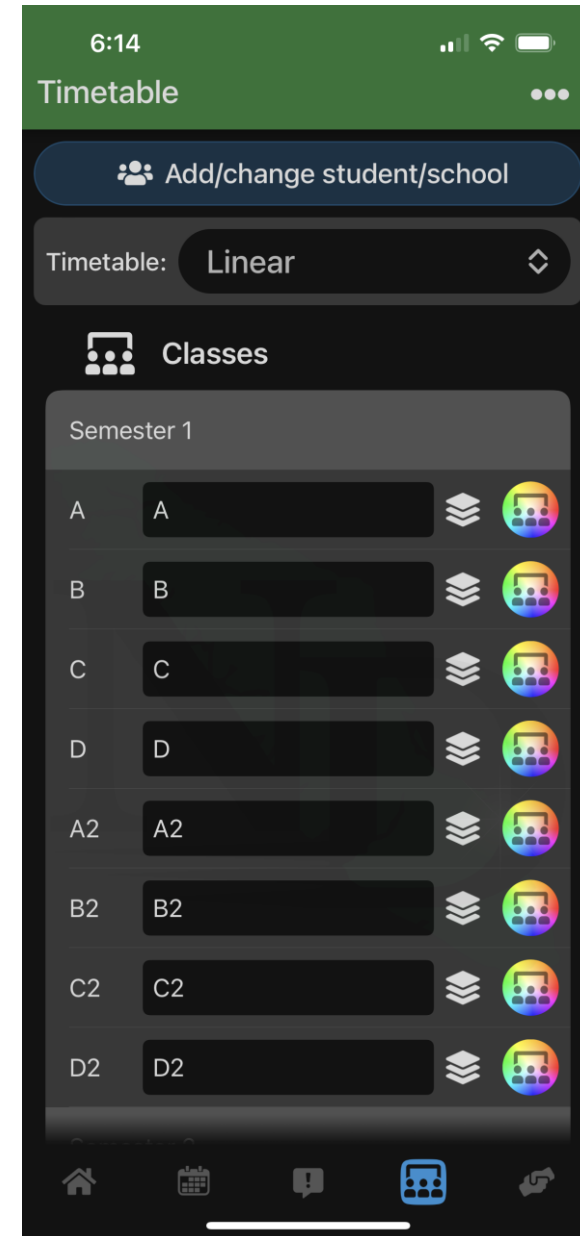 6:14
Timetable
Add/change student/school
Timetable: Linear
Classes
Semester 1
A A
B B
C C
D D
A2 A2
B2 B2
C2 C2
D2 D2